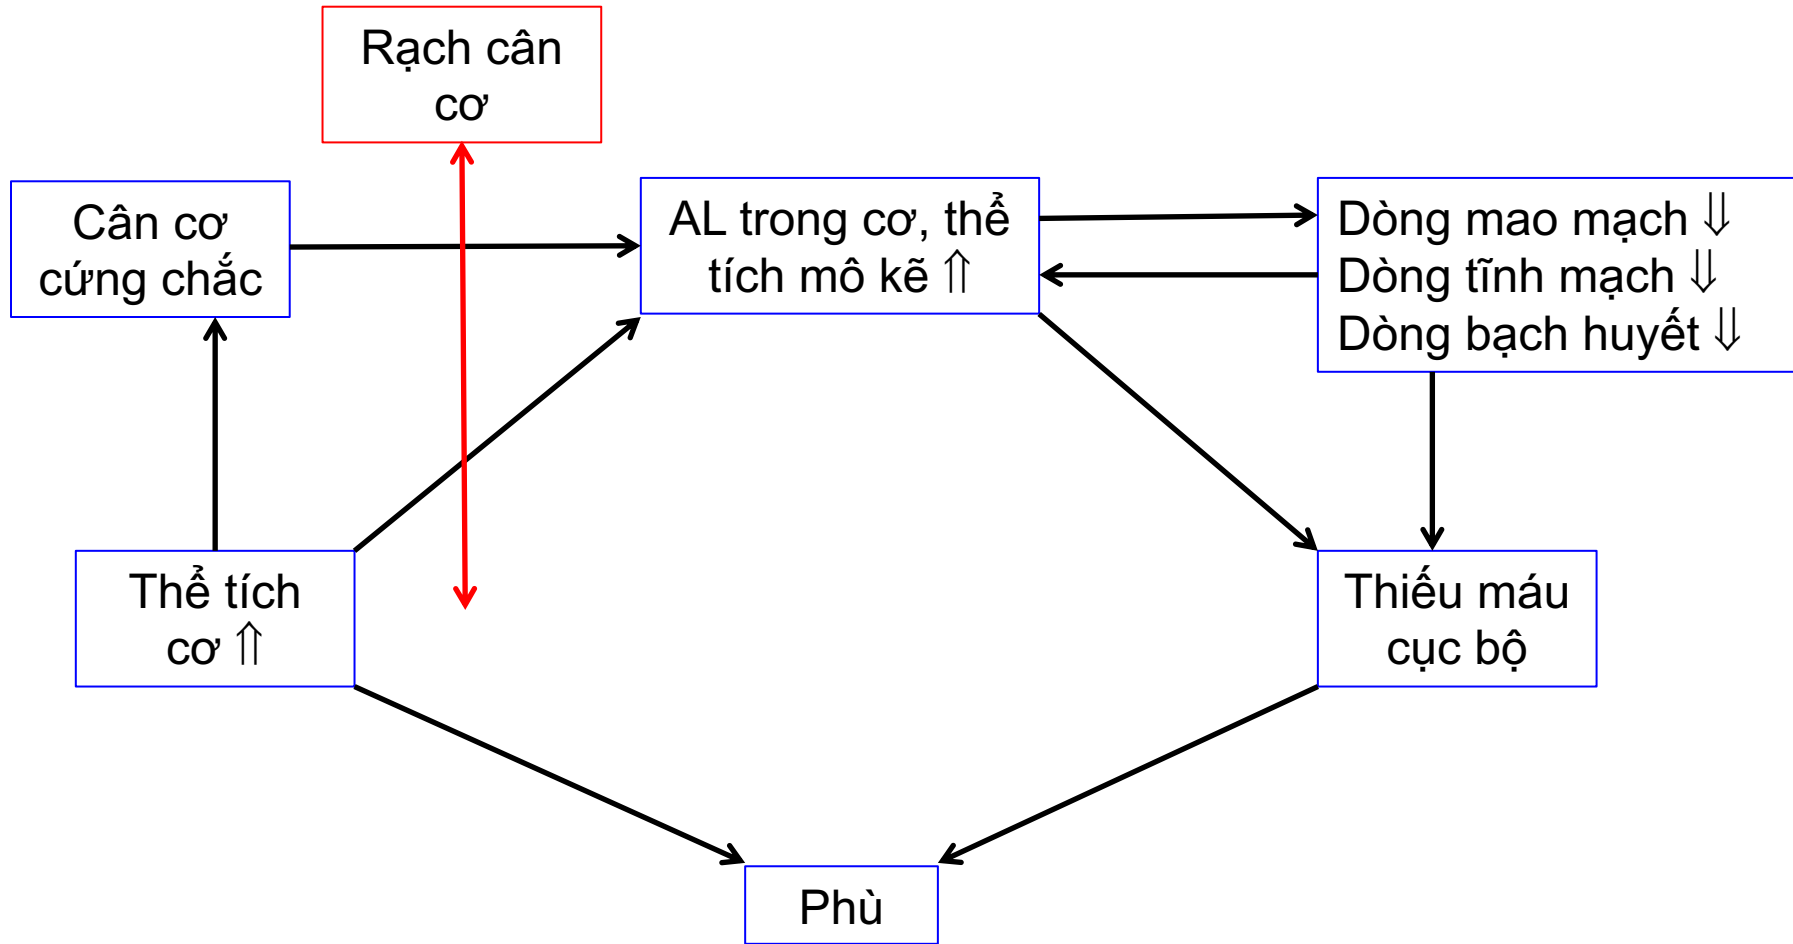 Rạch cân
cơ
Cân cơ
cứng chắc
AL trong cơ, thể
tích mô kẽ ⇑
Dòng mao mạch ⇓
Dòng tĩnh mạch ⇓
Dòng bạch huyết ⇓
Thể tích
cơ ⇑
Thiếu máu
cục bộ
Phù